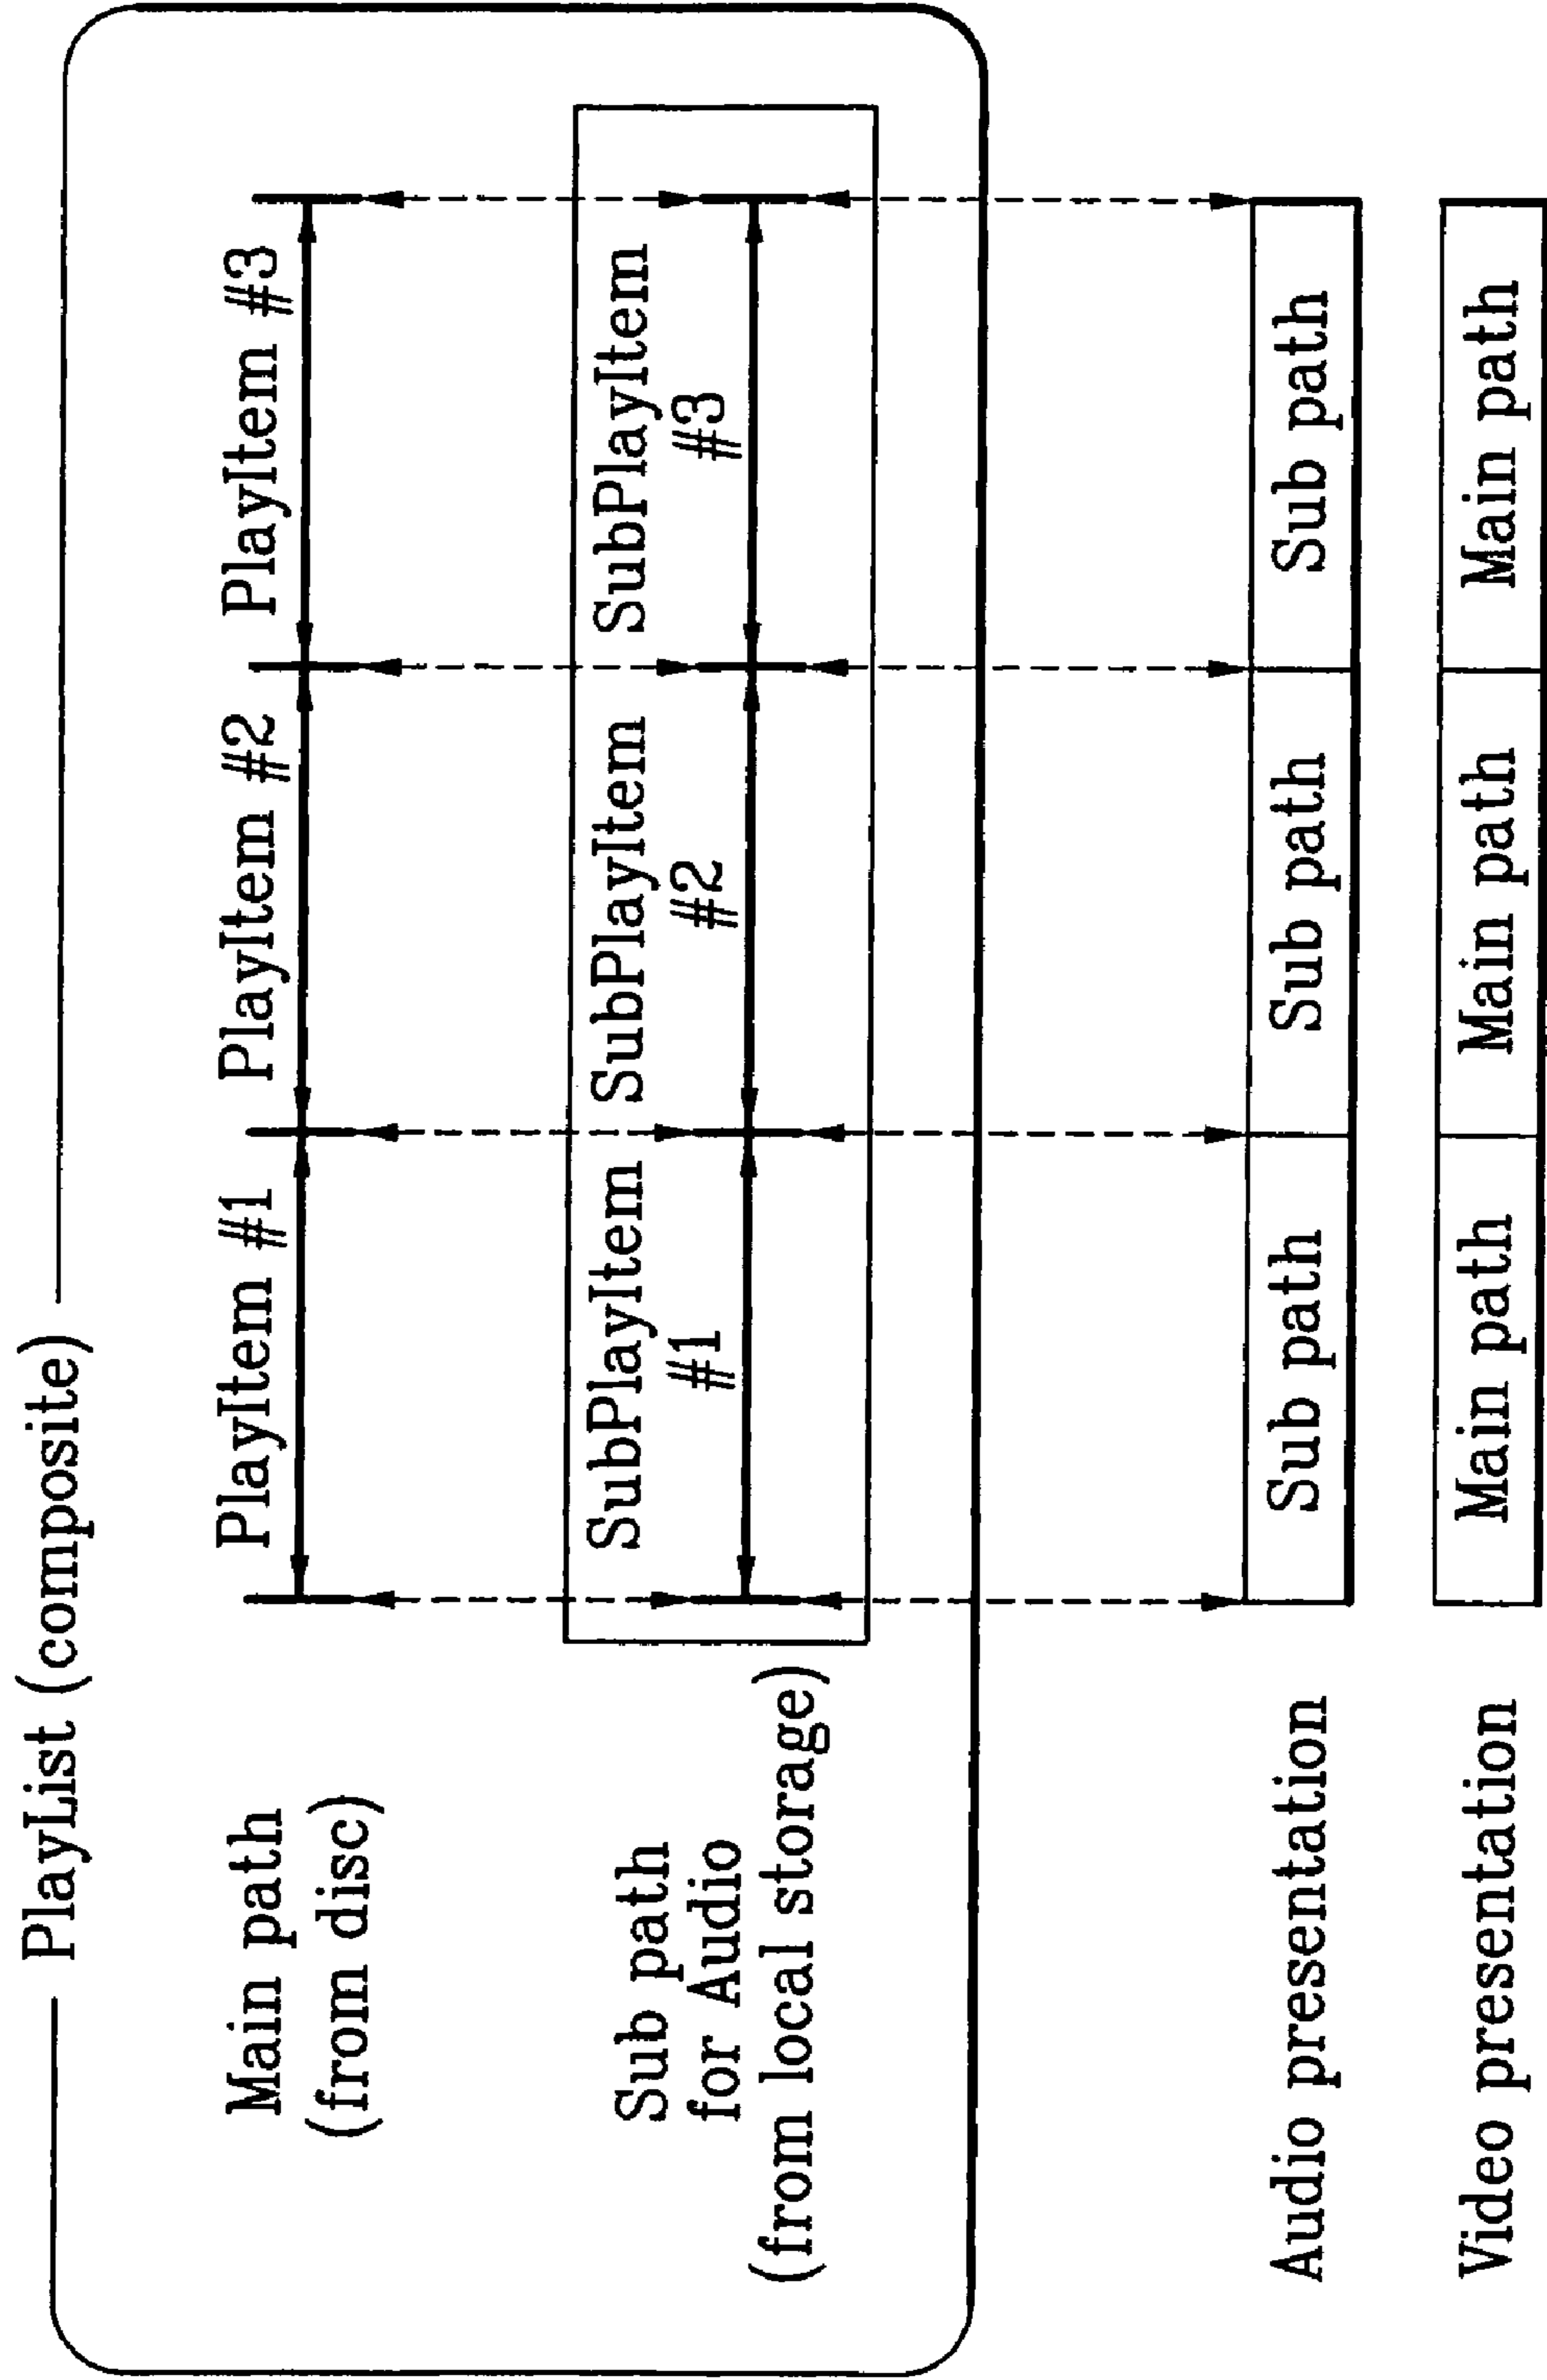 PlayList (composite)
Main path
(from disc)
PlayItem #1
PlayItem #2
PlayItem #3
Sub path
for Audio
(from local storage)
SubPlayItem
#1
SubPlayItem
#2
SubPlayItem
#3
Audio presentation
Sub path
Sub path
Sub path
Video presentation
Main path
Main path
Main path